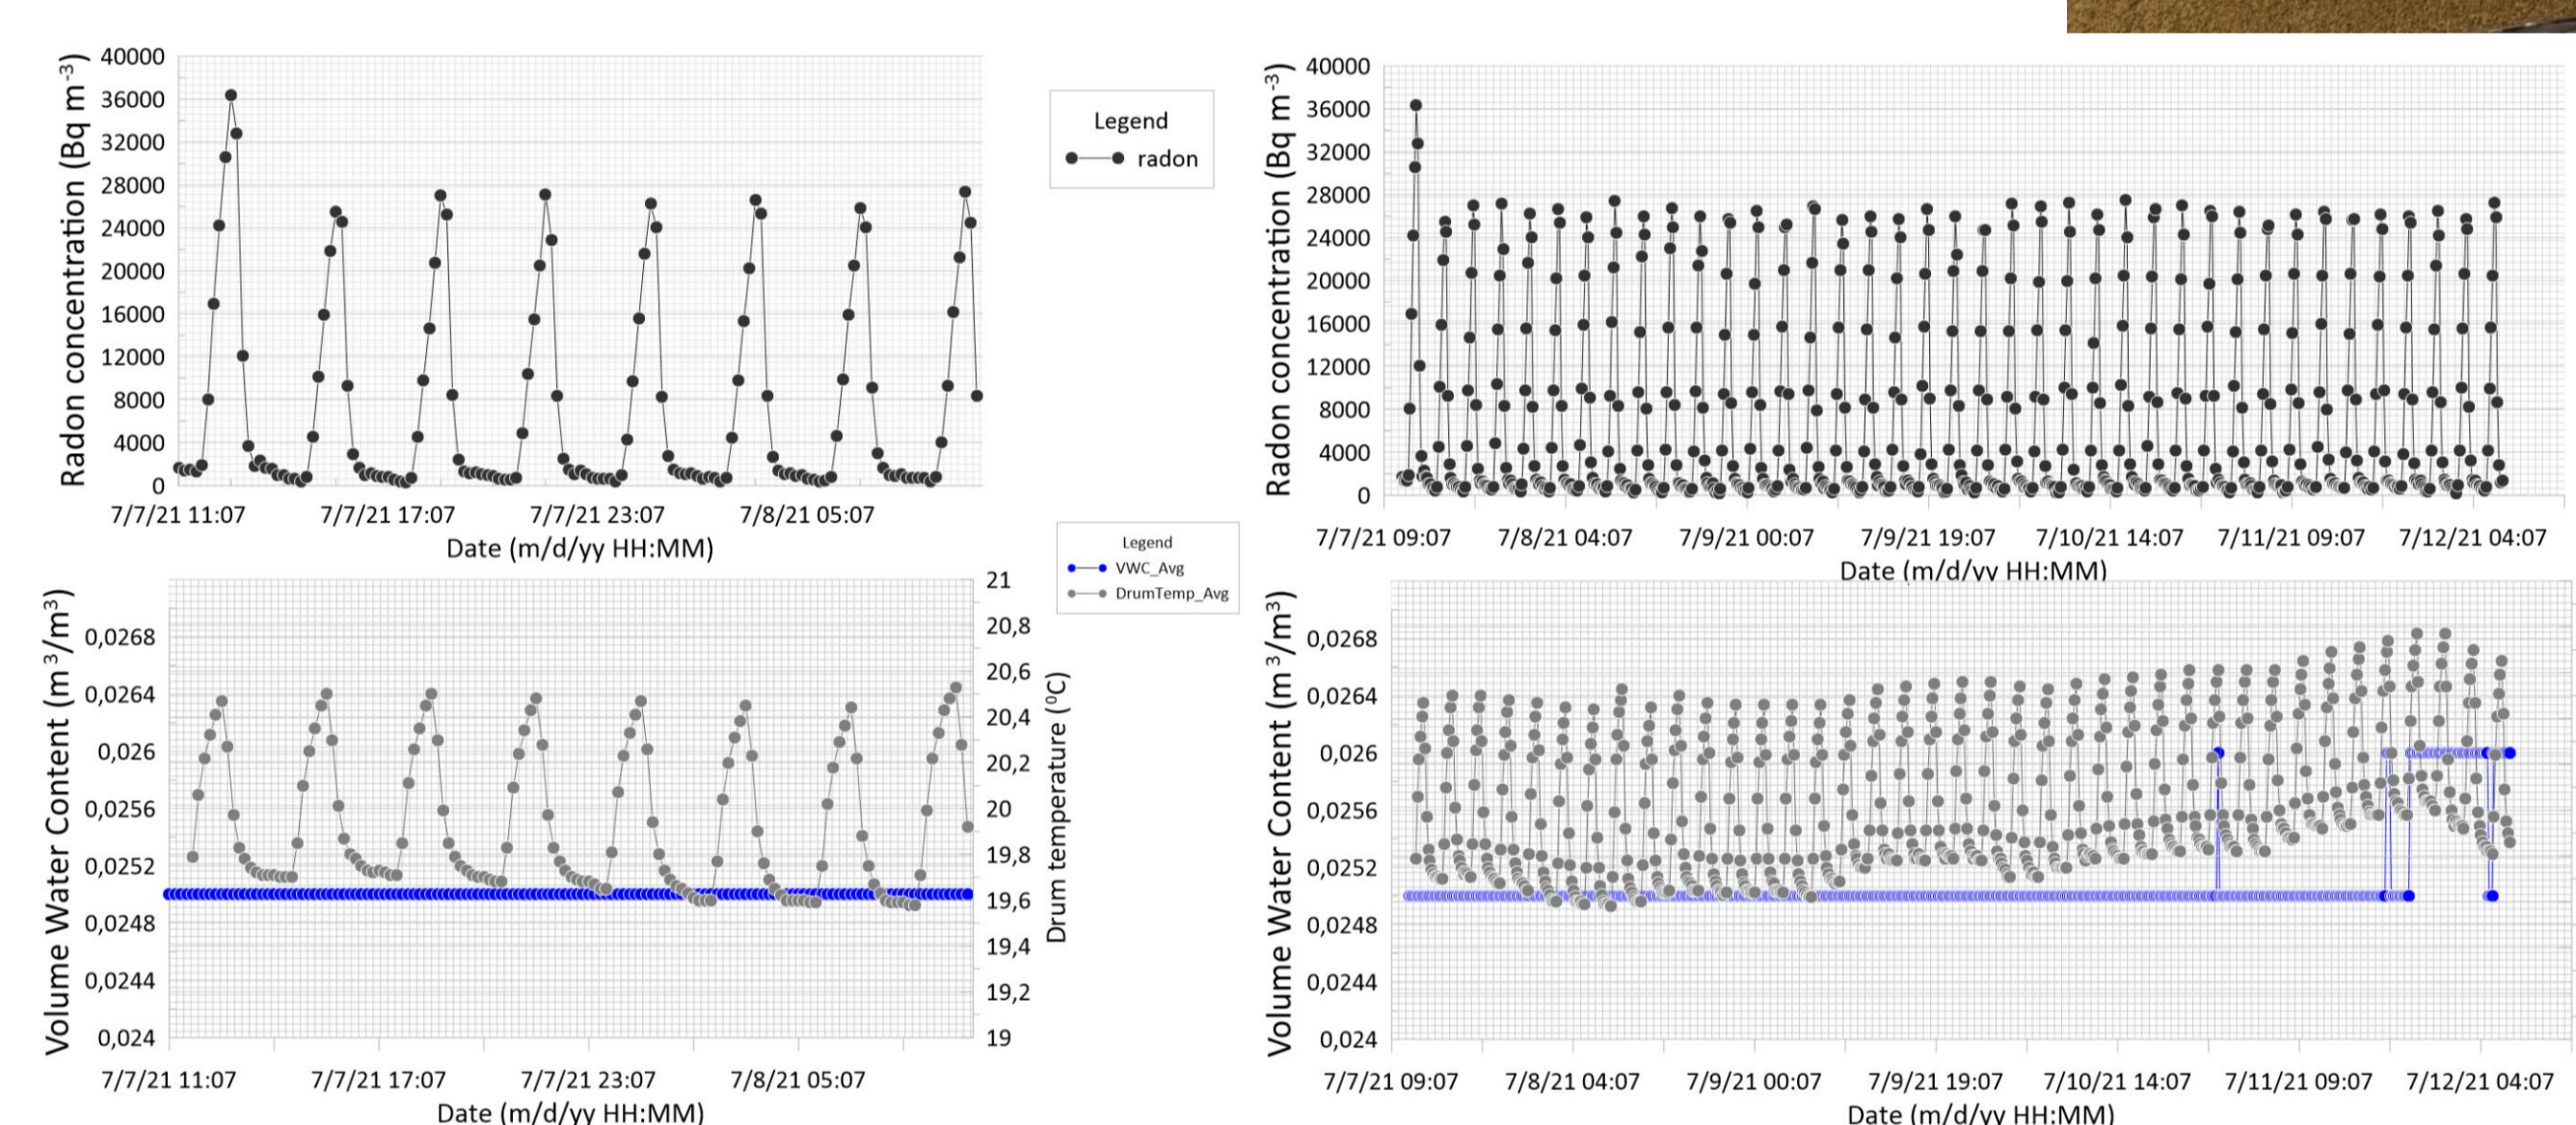 Radon concentration (Bq m-3)
40000
36000
32000
28000
24000
20000
16000
12000
8000
4000
0
7/7/21 11:07 7/7/21 17:07 7/7/21 23:07 7/8/21 05:07
Date (m/d/yy HH:MM)
Legend
radon
Radon concentration (Bq m-3)
40000
36000
32000
28000
24000
20000
16000
12000
8000
4000
0
7/7/21 09:07 7/8/21 04:07 7/9/21 00:07 7/9/21 19:07 7/10/21 14:07 7/11/21 09:07 7/12/21 04:07
Date (m/d/yy HH:MM)
Volume Water Content (m3/m3)
0,0268
0,0264
0,026
0,0256
0,0252
0,0248
0,0244
0,024
21
20,8
20,6
20,4
20,2
20
19,8
19,6
19,4
19,2
19
Drum temperature (0C)
7/7/21 11:07 7/7/21 17:07 7/7/21 23:07 7/8/21 05:07
Date (m/d/yy HH:MM)
Legend
VWC_Avg
DrumTemp_Avg
Volume Water Content (m3/m3)
0,0268
0,0264
0,026
0,0256
0,0252
0,0248
0,0244
0,024
7/7/21 09:07 7/8/21 04:07 7/9/21 00:07 7/9/21 19:07 7/10/21 14:07 7/11/21 09:07 7/12/21 04:07
Date (m/d/yy HH:MM)